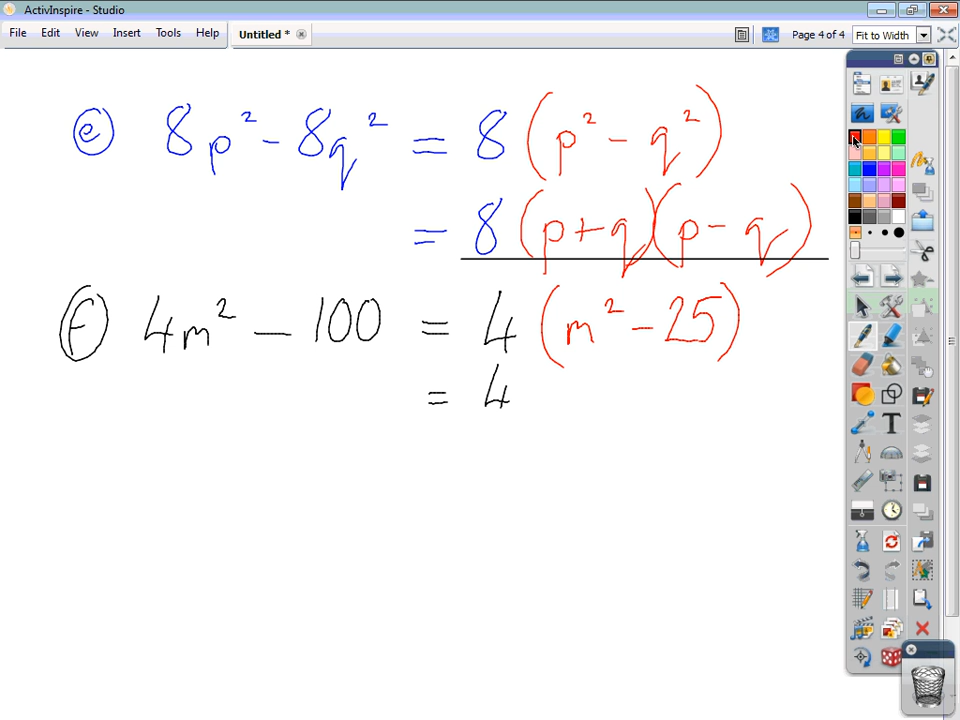 ActivInspire - Studio
File Edit View Insert Tools Help Untitled * Page 4 of 4 Fit to Width
ⓔ 8p² - 8q² = 8 (p² - q²)
= 8 (p + q)(p - q)
ⓕ 4m² - 100 = 4 (m² - 25)
= 4